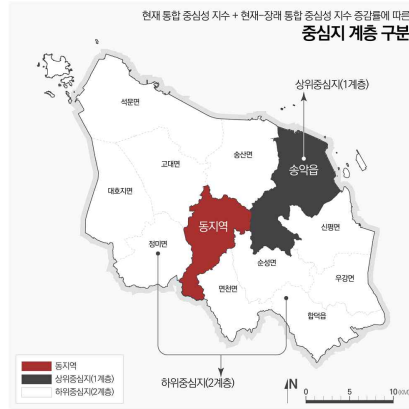 현재 통합 중심성 지수 + 현재-장래 통합 중심성 지수 증감률에 따른
중심지 계층 구분
상위중심지(1계층)
석문면
고대면
송산면
송악읍
대호지면
동지역
신평면
정미면
순성면
면천면
우강면
합덕읍
하위중심지(2계층)
동지역
상위중심지(1계층)
하위중심지(2계층)
N
0 5 10 (KM)